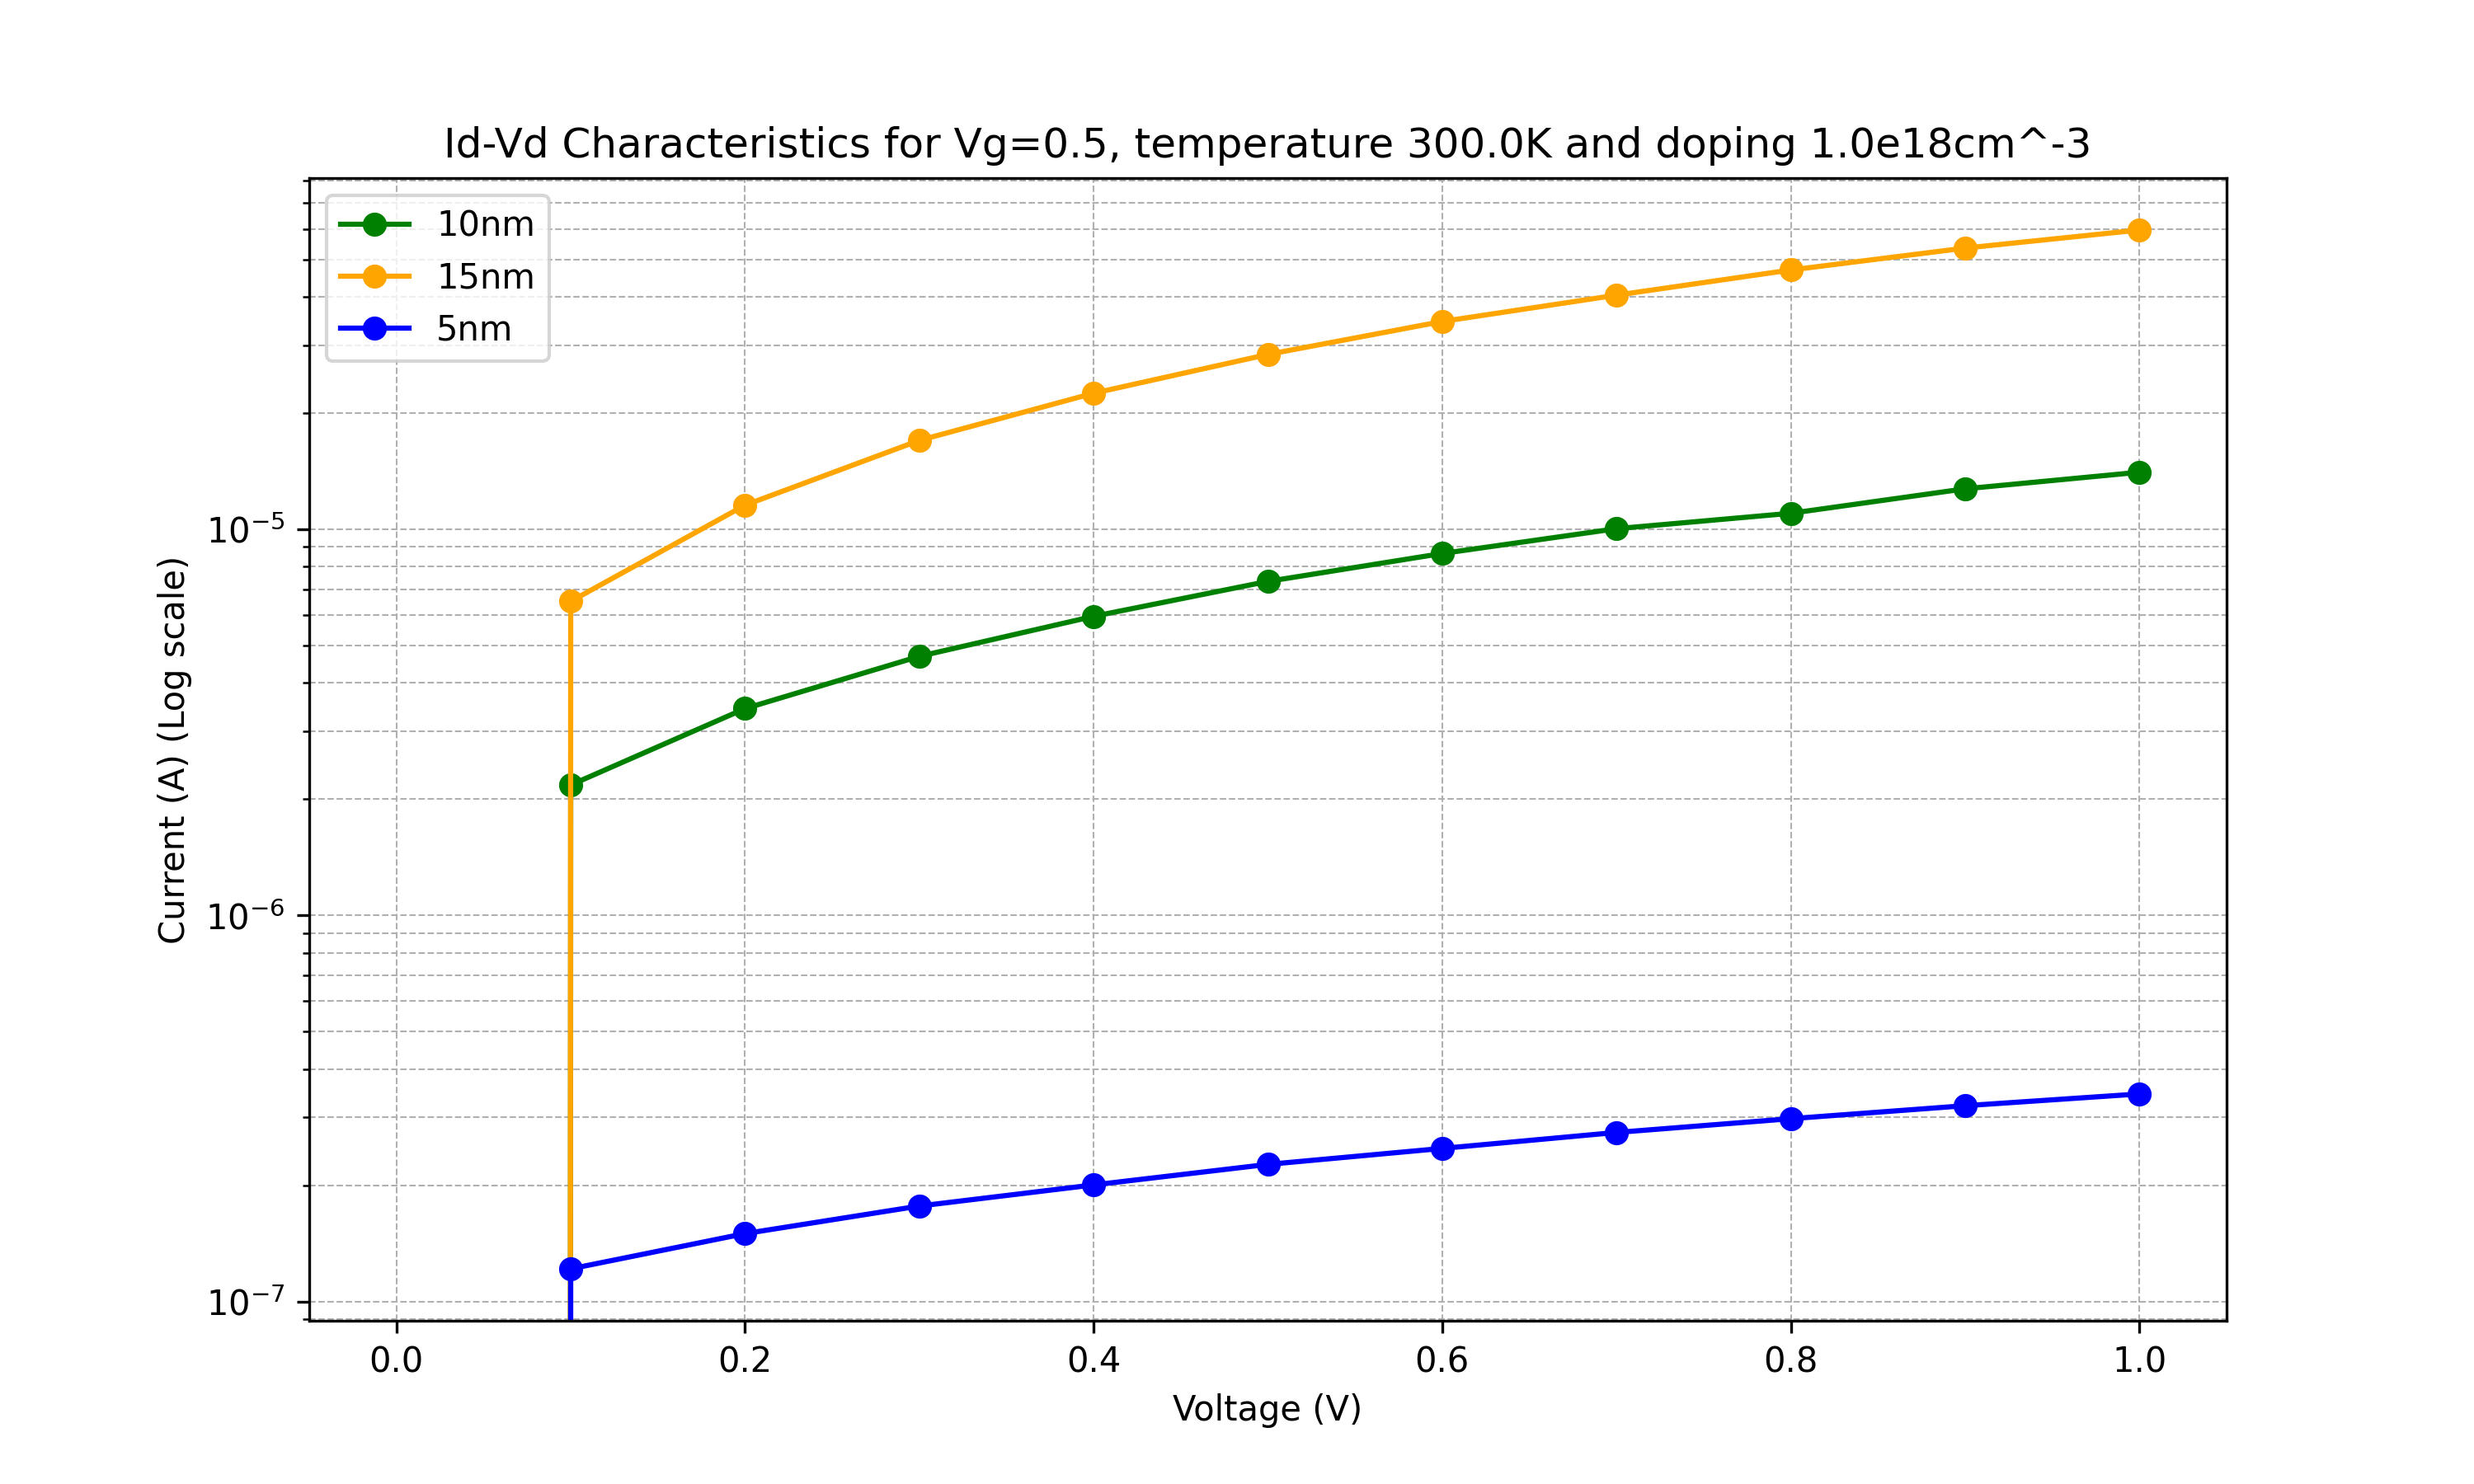 Id-Vd Characteristics for Vg=0.5, temperature 300.0K and doping 1.0e18cm^-3
10nm
15nm
5nm
Current (A) (Log scale)
10⁻⁵
10⁻⁶
10⁻⁷
0.0 0.2 0.4 0.6 0.8 1.0
Voltage (V)